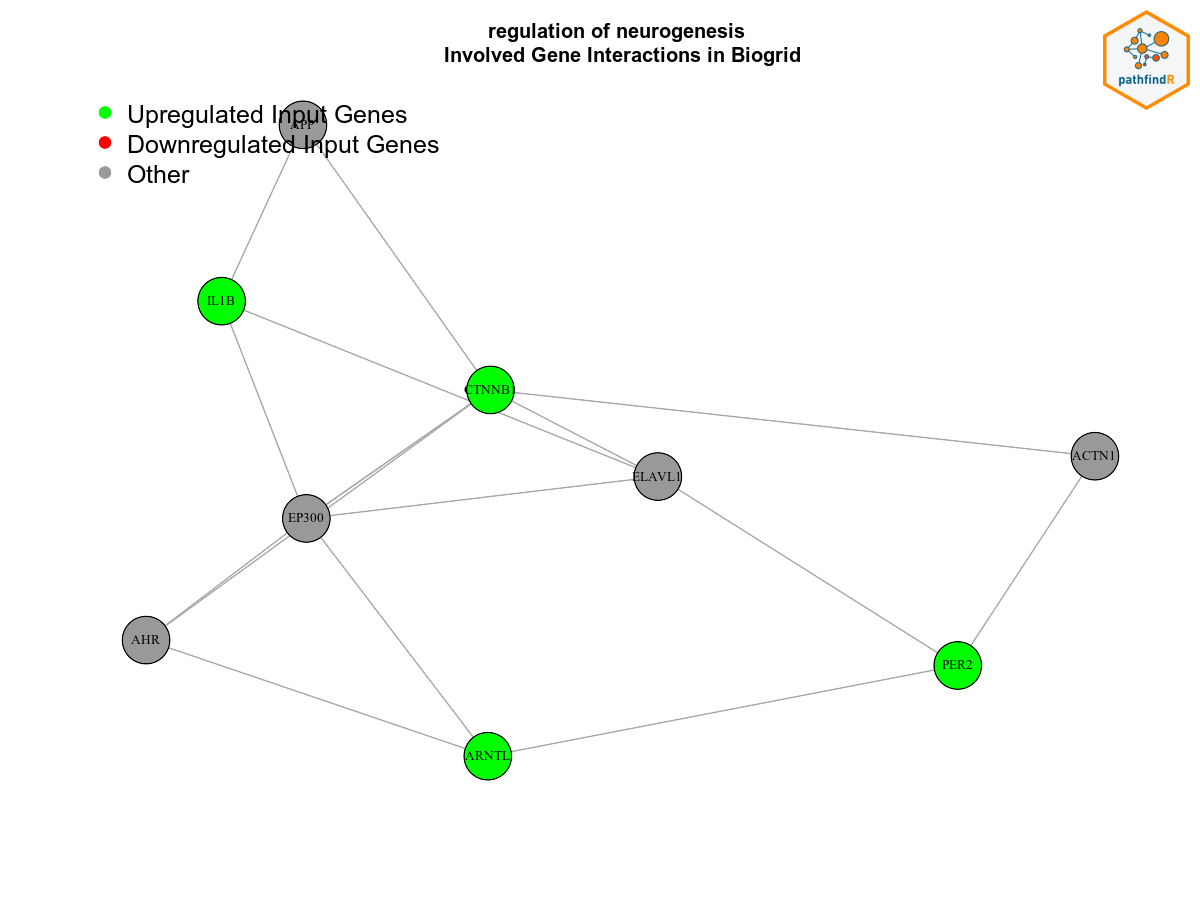 regulation of neurogenesis
Involved Gene Interactions in Biogrid
pathfindR
Upregulated Input Genes
APP
Downregulated Input Genes
Other
IL1B
CTNNB1
ACTN1
ELAVL1
EP300
AHR
PER2
ARNTL